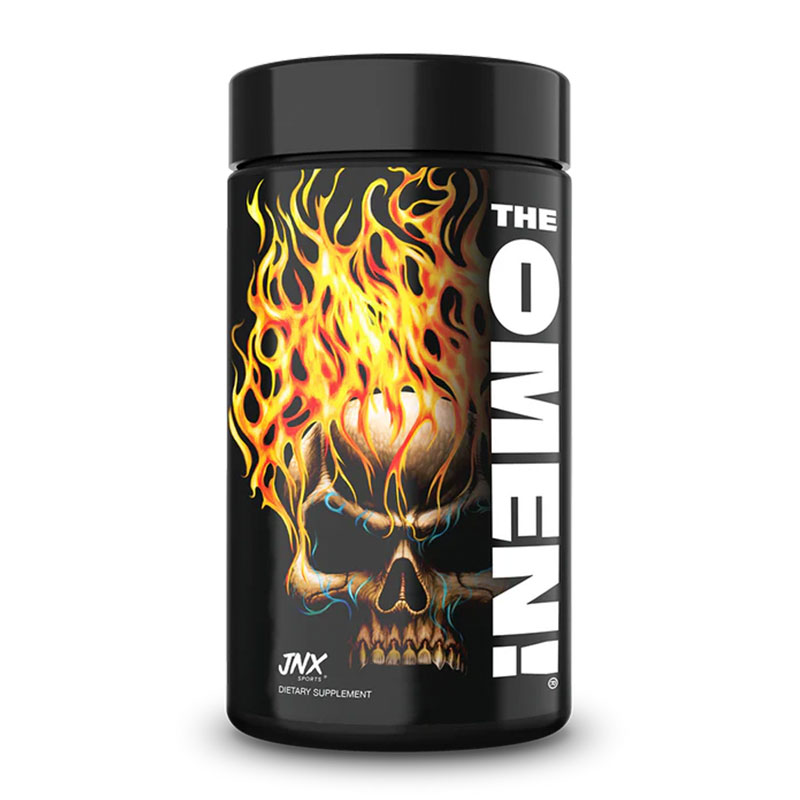 THE
OMEN!
®
JNX
SPORTS®
DIETARY SUPPLEMENT